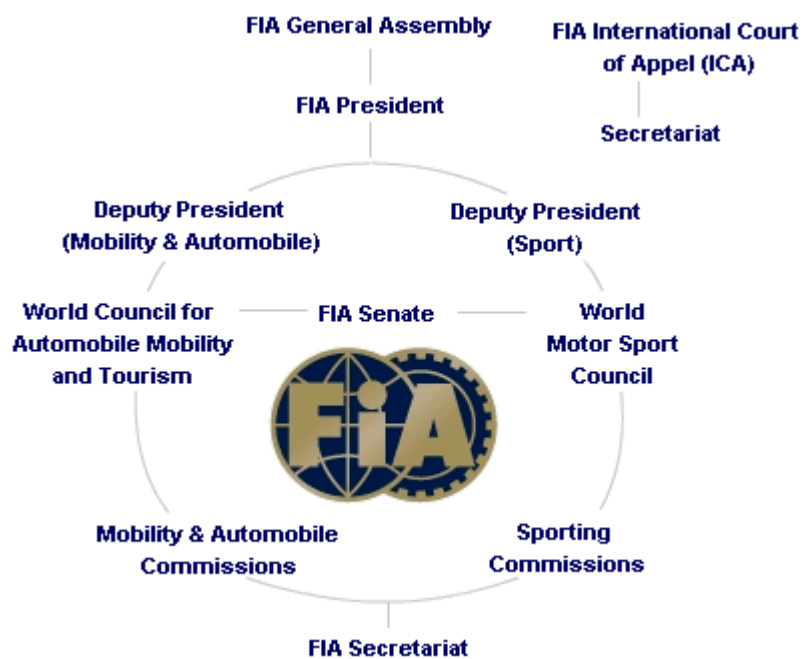 FIA General Assembly
FIA International Court
of Appel (ICA)
FIA President
Secretariat
Deputy President
(Mobility & Automobile)
Deputy President
(Sport)
World Council for
Automobile Mobility
and Tourism
FIA Senate
World
Motor Sport
Council
FiA
Mobility & Automobile
Commissions
Sporting
Commissions
FIA Secretariat